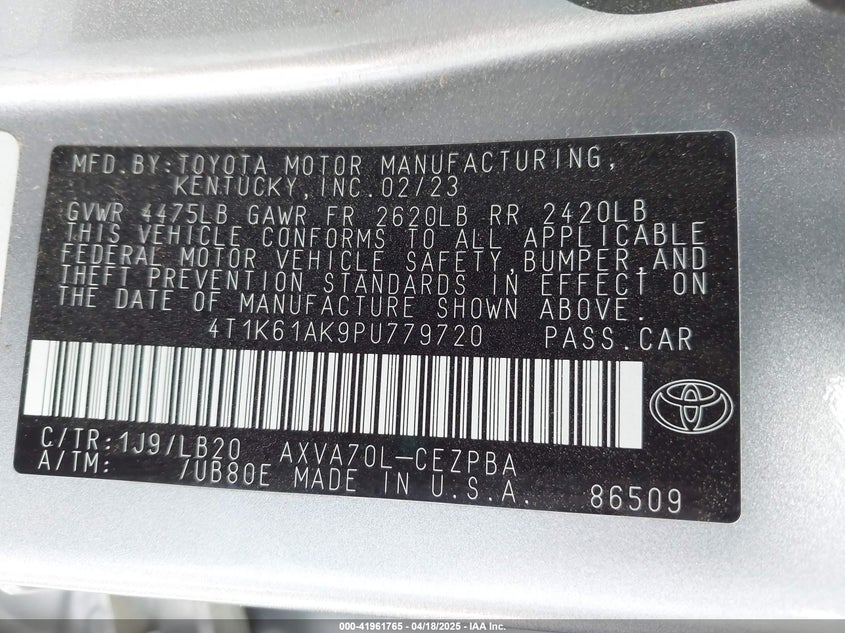 MFD.BY:TOYOTA MOTOR MANUFACTURING,
KENTUCKY,INC.02/23
GVWR 4475LB GAWR FR 2620LB RR 2420LB
THIS VEHICLE CONFORMS TO ALL APPLICABLE
FEDERAL MOTOR VEHICLE SAFETY,BUMPER,AND
THEFT PREVENTION STANDARDS IN EFFECT ON
THE DATE OF MANUFACTURE SHOWN ABOVE.
4T1K61AK9PU779720 PASS.CAR
C/TR:1J9/LB20 AXVA70L-CEZPBA
A/TM: /UB80E MADE IN U.S.A. 86509
000-41961765 - 04/18/2025 - IAA Inc.